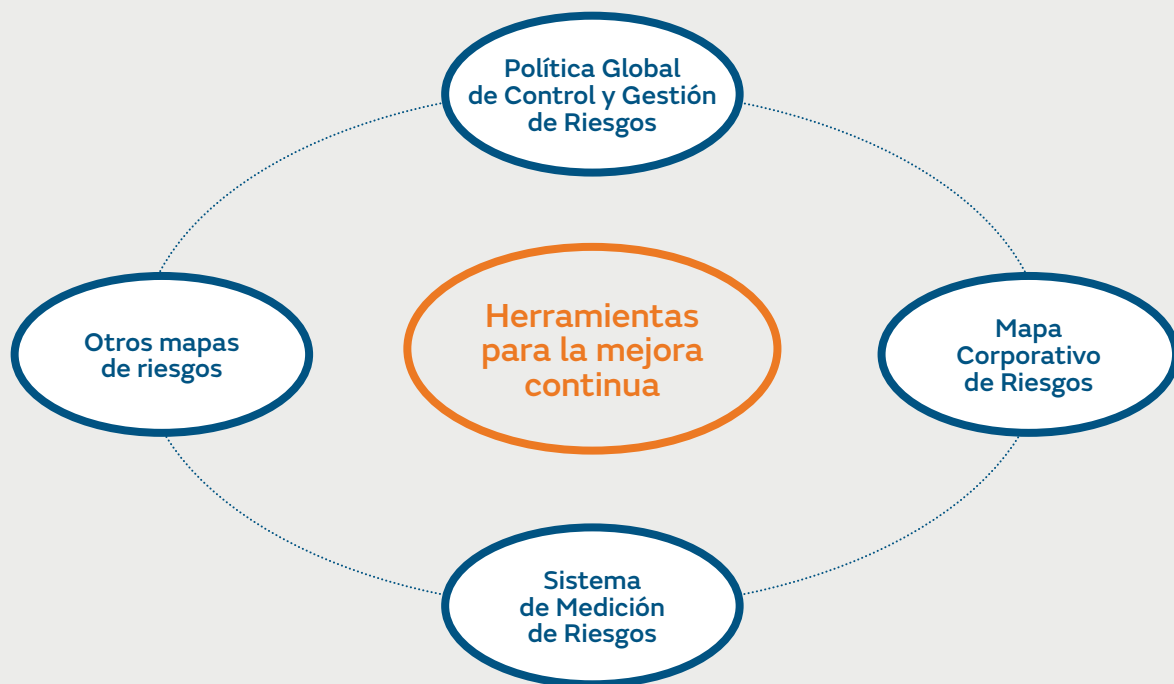 Política Global
de Control y Gestión
de Riesgos
Otros mapas
de riesgos
Herramientas
para la mejora
continua
Mapa
Corporativo
de Riesgos
Sistema
de Medición
de Riesgos